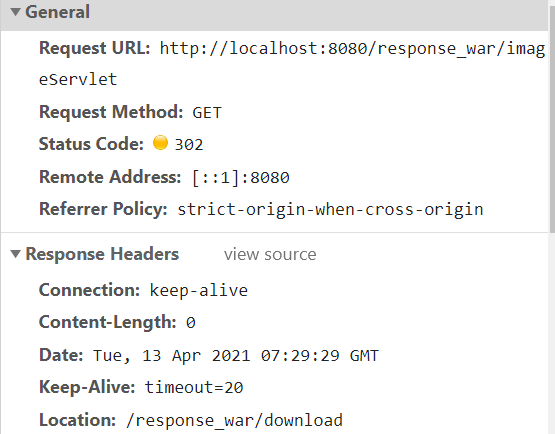 General
Request URL: http://localhost:8080/response_war/imag
eServlet
Request Method: GET
Status Code: 302
Remote Address: [::1]:8080
Referrer Policy: strict-origin-when-cross-origin
Response Headers view source
Connection: keep-alive
Content-Length: 0
Date: Tue, 13 Apr 2021 07:29:29 GMT
Keep-Alive: timeout=20
Location: /response_war/download